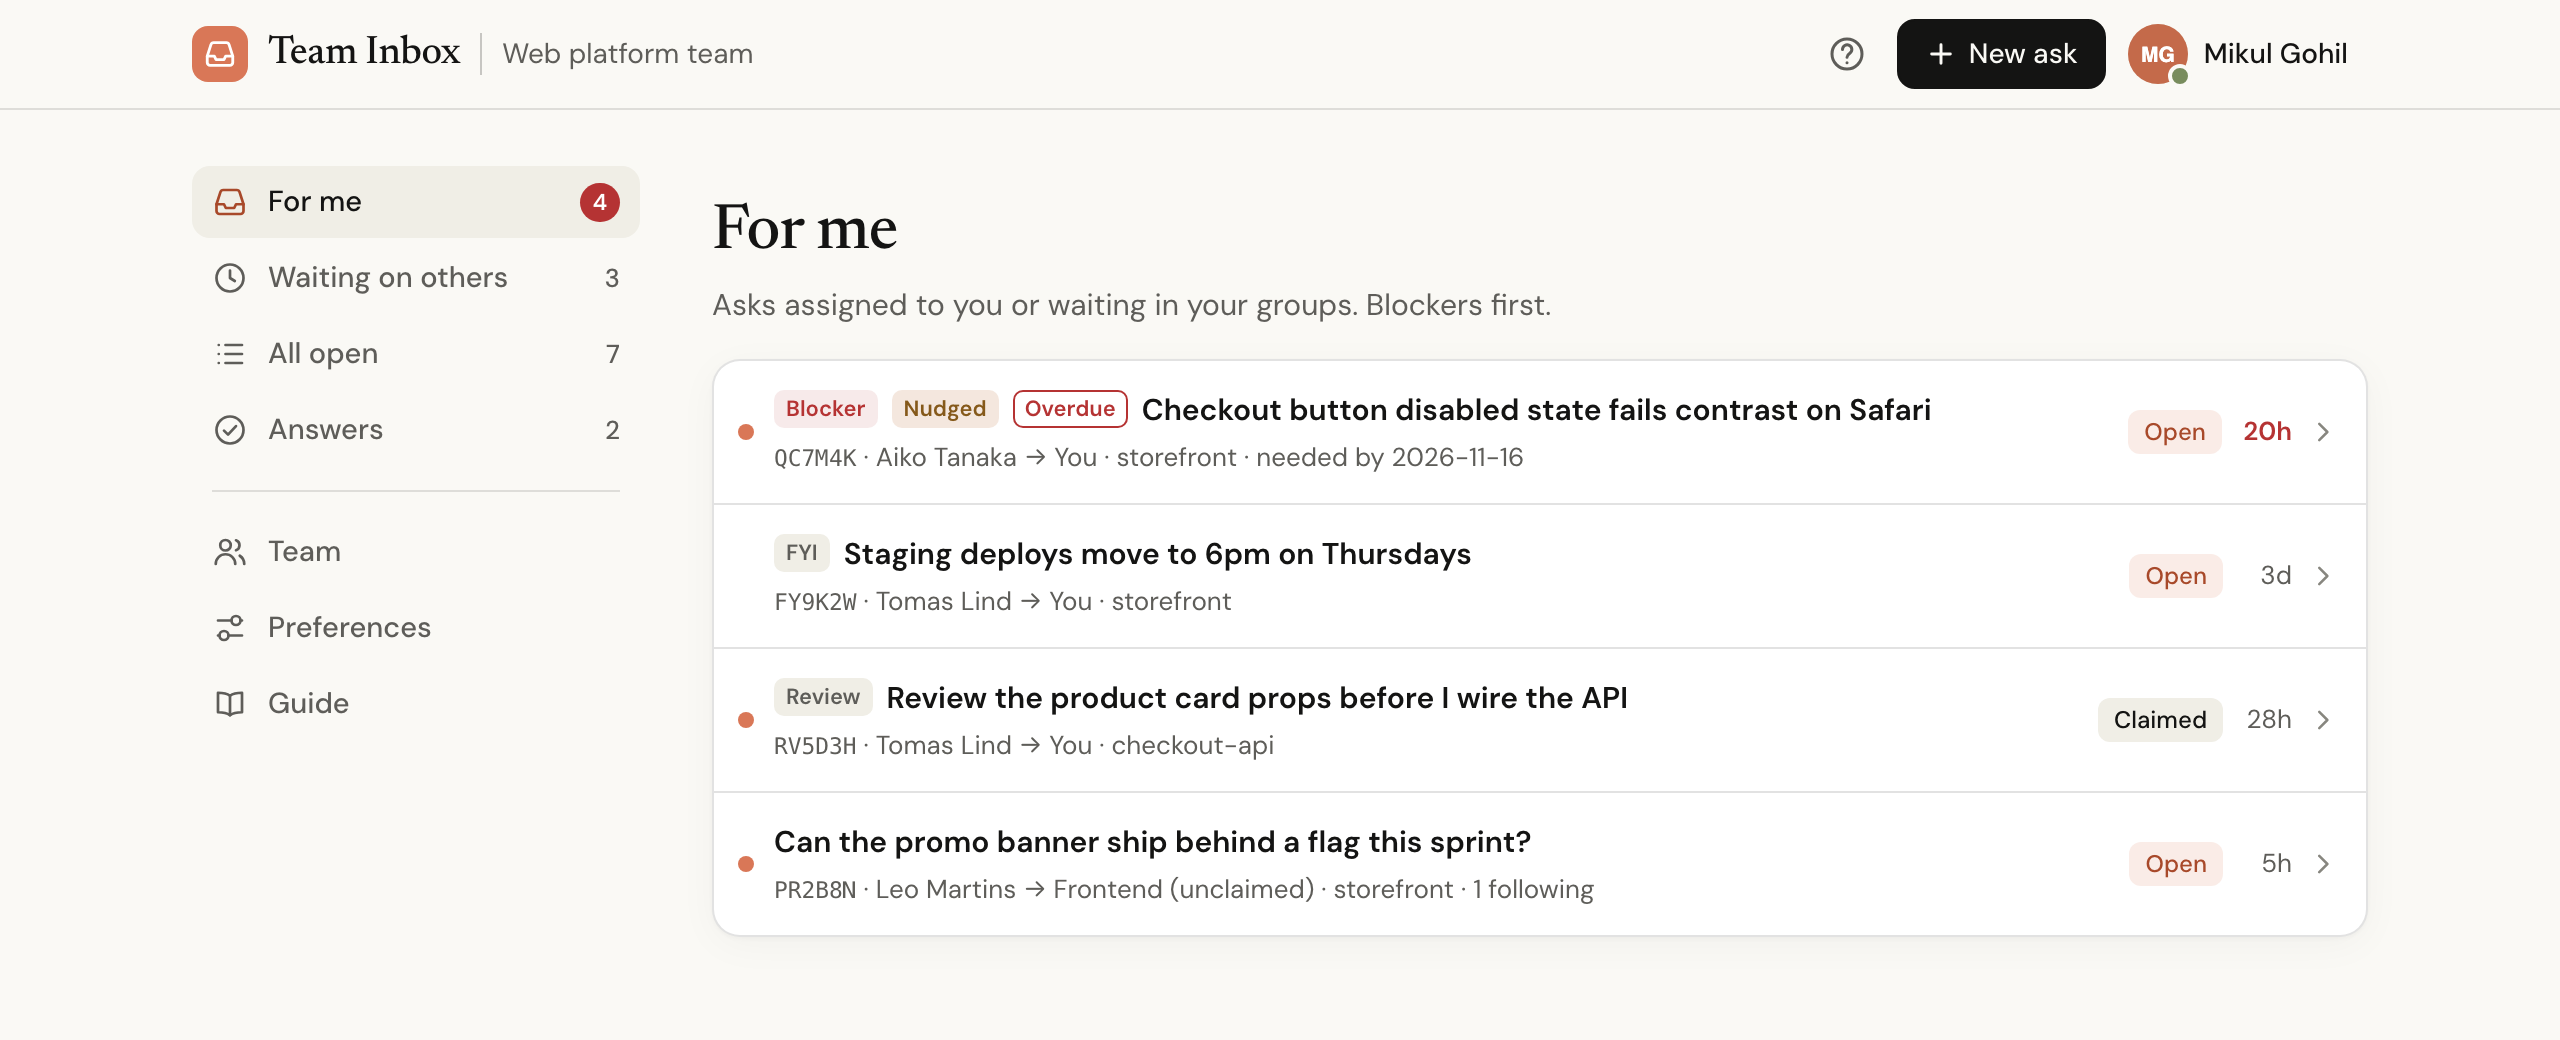 Team Inbox Web platform team
New ask MG Mikul Gohil
For me 4
Waiting on others 3
All open 7
Answers 2
Team
Preferences
Guide
For me
Asks assigned to you or waiting in your groups. Blockers first.
Blocker Nudged Overdue Checkout button disabled state fails contrast on Safari
QC7M4K · Aiko Tanaka → You · storefront · needed by 2026-11-16
Open 20h
FYI Staging deploys move to 6pm on Thursdays
FY9K2W · Tomas Lind → You · storefront
Open 3d
Review Review the product card props before I wire the API
RV5D3H · Tomas Lind → You · checkout-api
Claimed 28h
Can the promo banner ship behind a flag this sprint?
PR2B8N · Leo Martins → Frontend (unclaimed) · storefront · 1 following
Open 5h